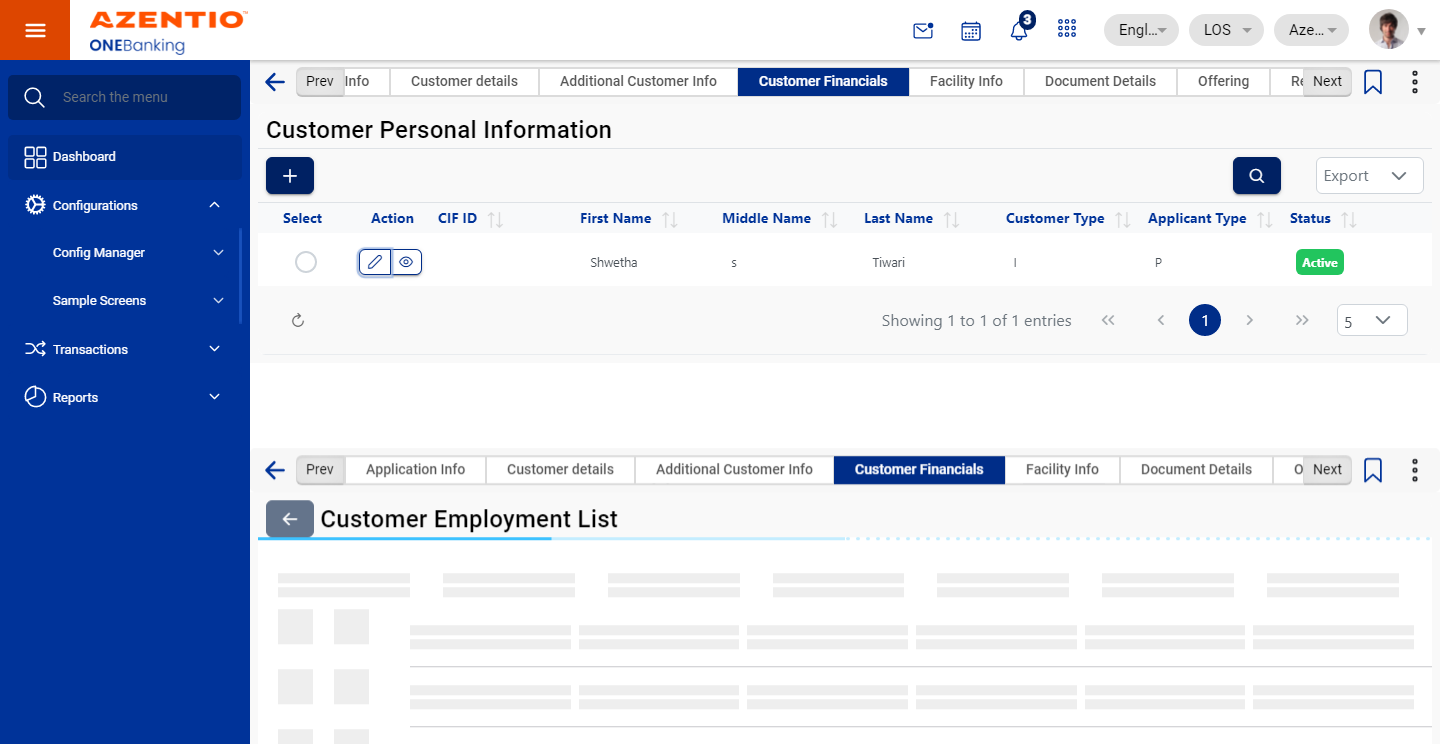 AZENTIO™
ONEBanking
3
Engl...
LOS
Aze...
Search the menu
Dashboard
Configurations
Config Manager
Sample Screens
Transactions
Reports
Prev Info Customer details Additional Customer Info Customer Financials Facility Info Document Details Offering Re Next
Customer Personal Information
+
Export
Select Action CIF ID First Name Middle Name Last Name Customer Type Applicant Type Status
Shwetha s Tiwari I P Active
Showing 1 to 1 of 1 entries 1 5
Prev Application Info Customer details Additional Customer Info Customer Financials Facility Info Document Details O Next
Customer Employment List